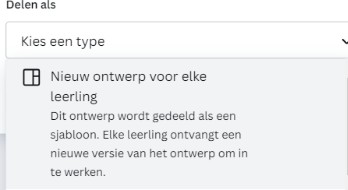 Delen als
Kies een type
Nieuw ontwerp voor elke
leerling
Dit ontwerp wordt gedeeld als een
sjabloon. Elke leerling ontvangt een
nieuwe versie van het ontwerp om in
te werken.